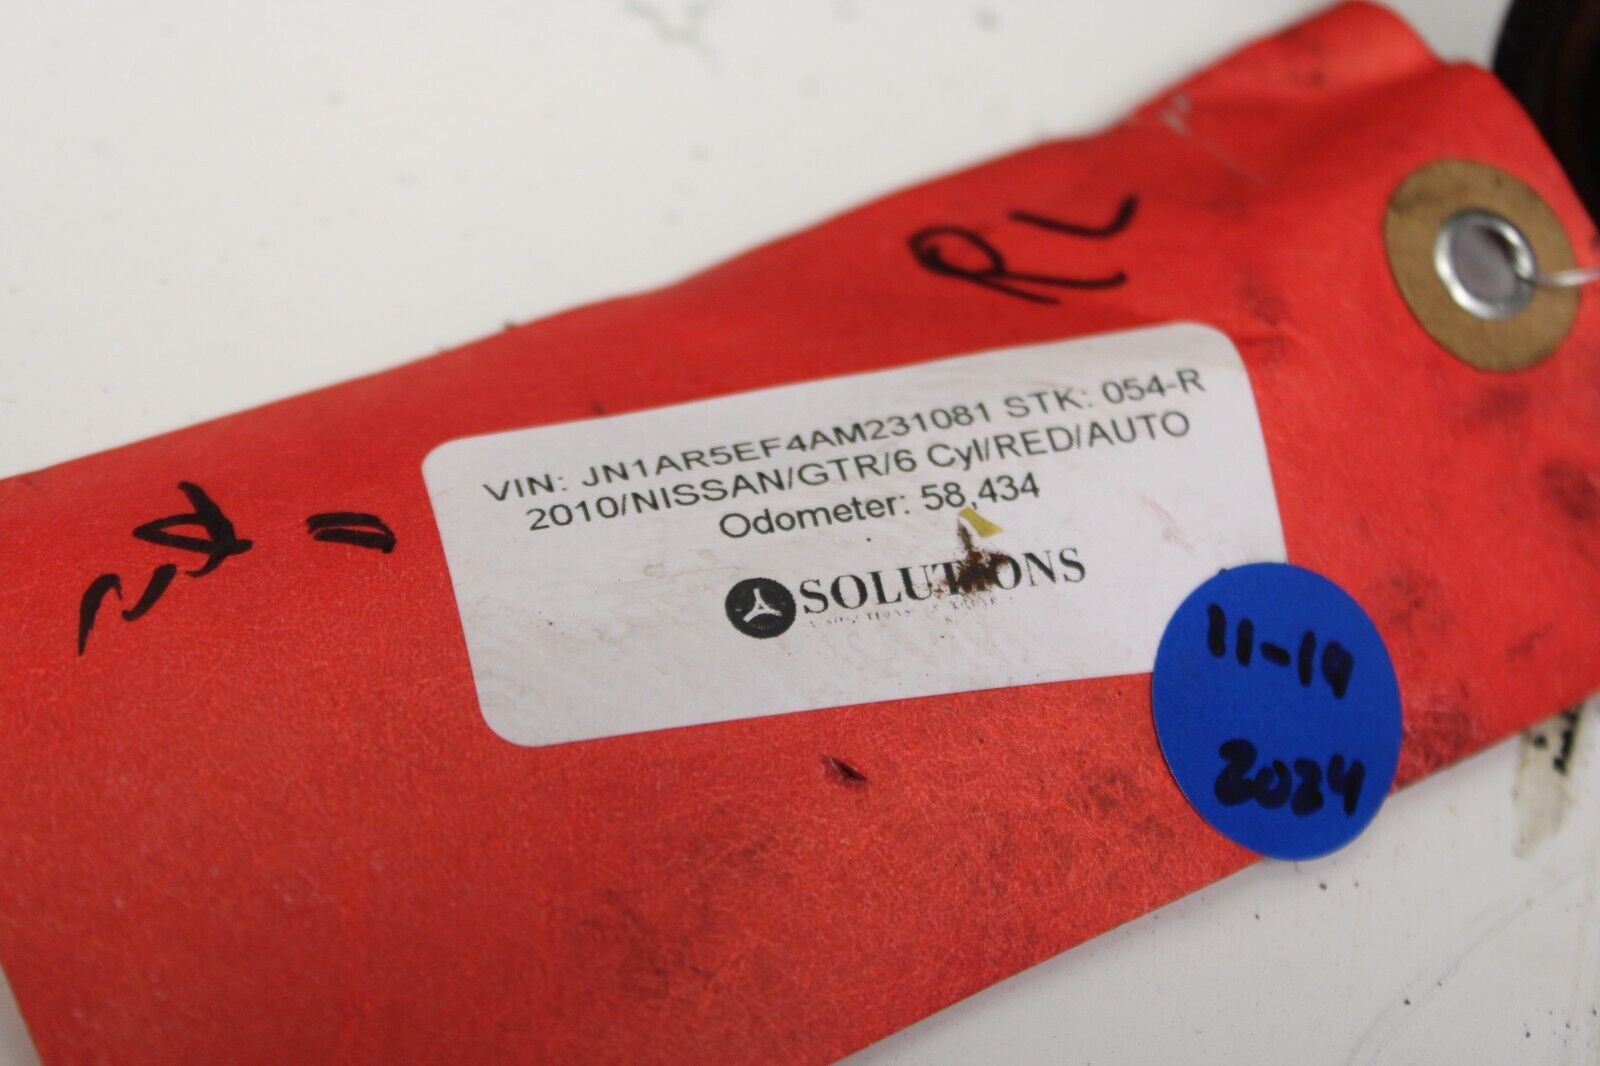 RL
VIN: JN1AR5EF4AM231081 STK: 054-R
2010/NISSAN/GTR/6 Cyl/RED/AUTO
Odometer: 58,434
SOLUTIONS
11-19
2024